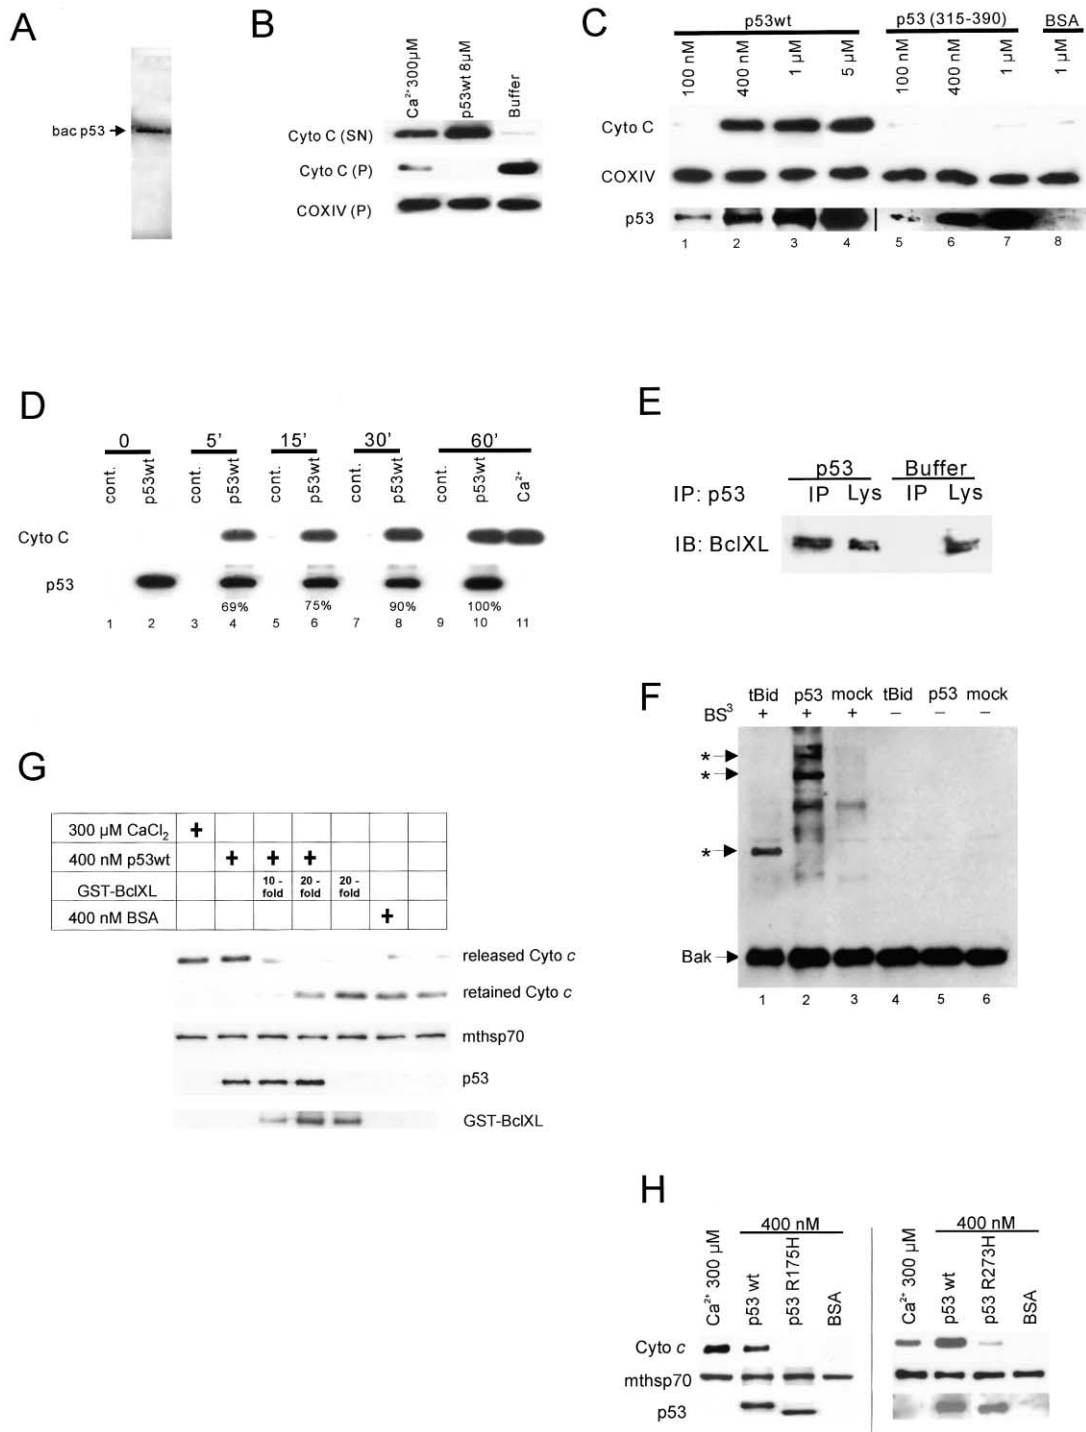 A
bac p53
B
Ca²⁺ 300µM
p53wt 8µM
Buffer
Cyto C (SN)
Cyto C (P)
COXIV (P)
C
p53wt
p53 (315-390)
BSA
100 nM
400 nM
1 µM
5 µM
100 nM
400 nM
1 µM
1 µM
Cyto C
COXIV
p53
1 2 3 4 5 6 7 8
D
0 5' 15' 30' 60'
cont.
p53wt
cont.
p53wt
cont.
p53wt
cont.
p53wt
cont.
p53wt
Ca²⁺
Cyto C
p53
69% 75% 90% 100%
1 2 3 4 5 6 7 8 9 10 11
E
p53 Buffer
IP: p53 IP Lys IP Lys
IB: BclXL
F
tBid p53 mock tBid p53 mock
BS³ + + + − − −
*
*
*
Bak
1 2 3 4 5 6
G
300 µM CaCl₂ +
400 nM p53wt + + +
GST-BclXL 10-fold 20-fold 20-fold
400 nM BSA +
released Cyto c
retained Cyto c
mthsp70
p53
GST-BclXL
H
400 nM
400 nM
Ca²⁺ 300 µM
p53 wt
p53 R175H
BSA
Ca²⁺ 300 µM
p53 wt
p53 R273H
BSA
Cyto c
mthsp70
p53